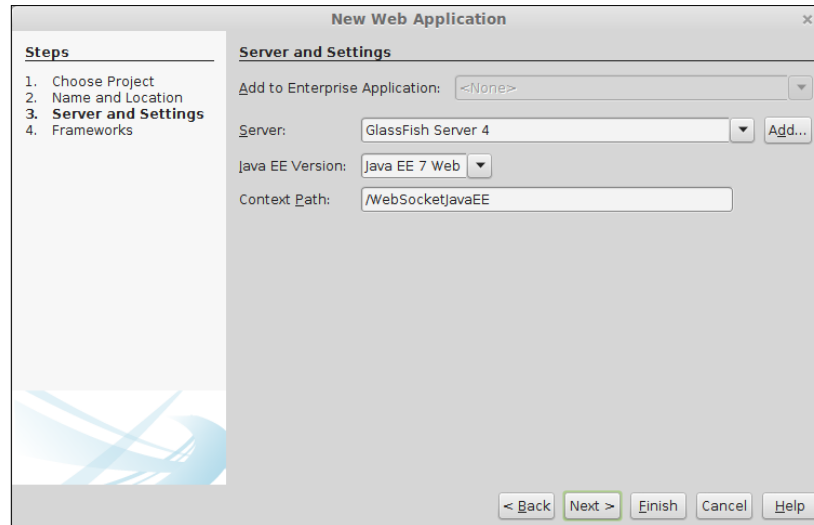 New Web Application
Steps
1. Choose Project
2. Name and Location
3. Server and Settings
4. Frameworks
Server and Settings
Add to Enterprise Application: <None>
Server: GlassFish Server 4 Add...
Java EE Version: Java EE 7 Web
Context Path: /WebSocketJavaEE
< Back Next > Finish Cancel Help